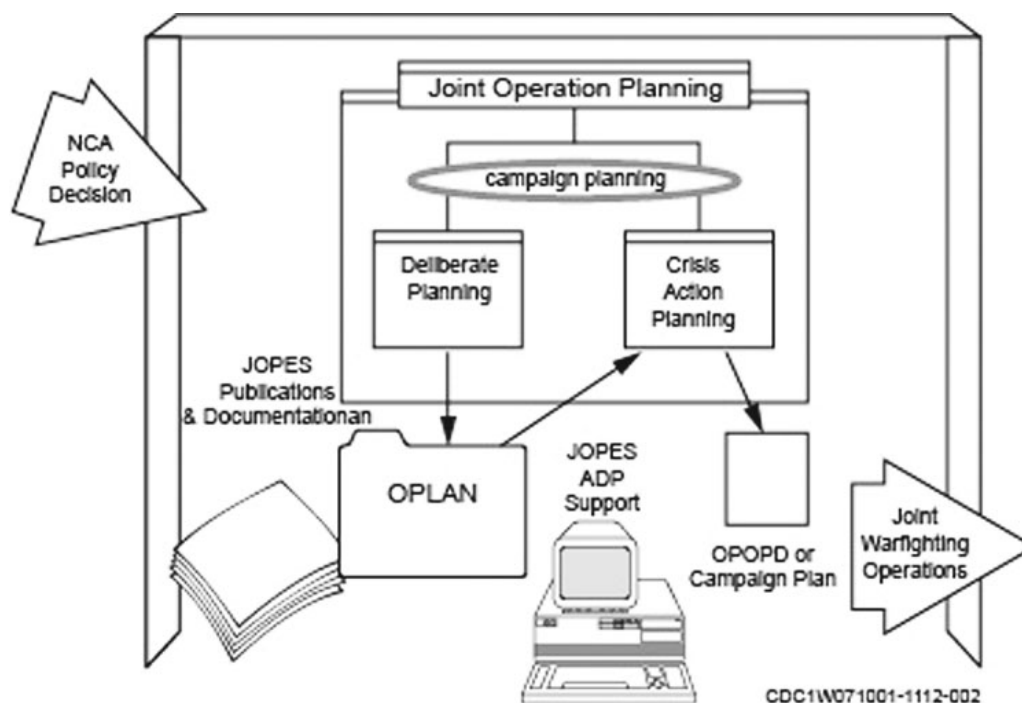 Joint Operation Planning
NCA
Policy
Decision
campaign planning
Deliberate
Planning
Crisis
Action
Planning
JOPES
Publications
& Documentationan
OPLAN
JOPES
ADP
Support
OPOPD or
Campaign Plan
Joint
Warfighting
Operations
CDC1W071001-1112-002